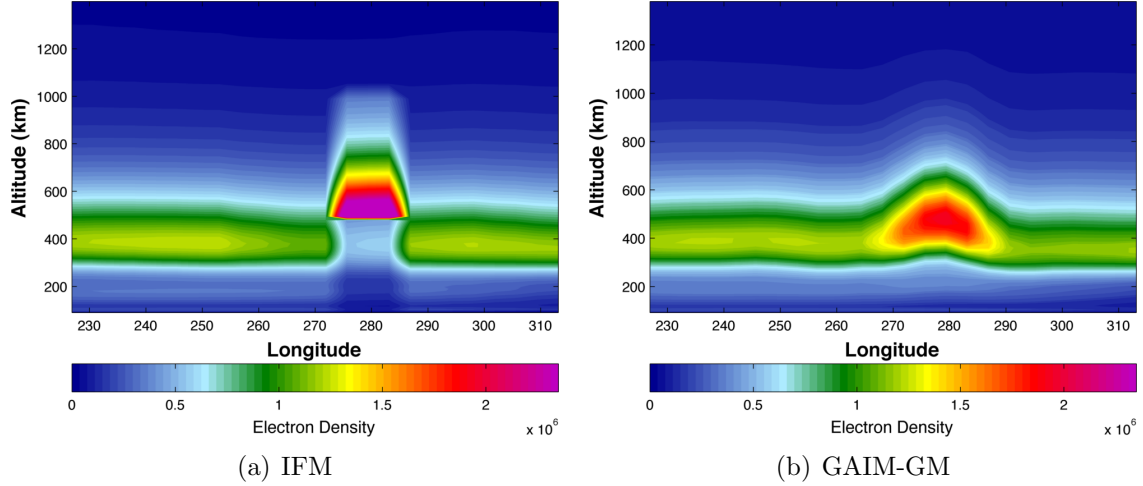 1400
1200
1000
800
600
400
200
Altitude (km)
230 240 250 260 270 280 290 300 310
Longitude
0 0.5 1 1.5 2
x 10^6
Electron Density
(a) IFM
1200
1000
800
600
400
200
Altitude (km)
230 240 250 260 270 280 290 300 310
Longitude
0 0.5 1 1.5 2
x 10^6
Electron Density
(b) GAIM-GM